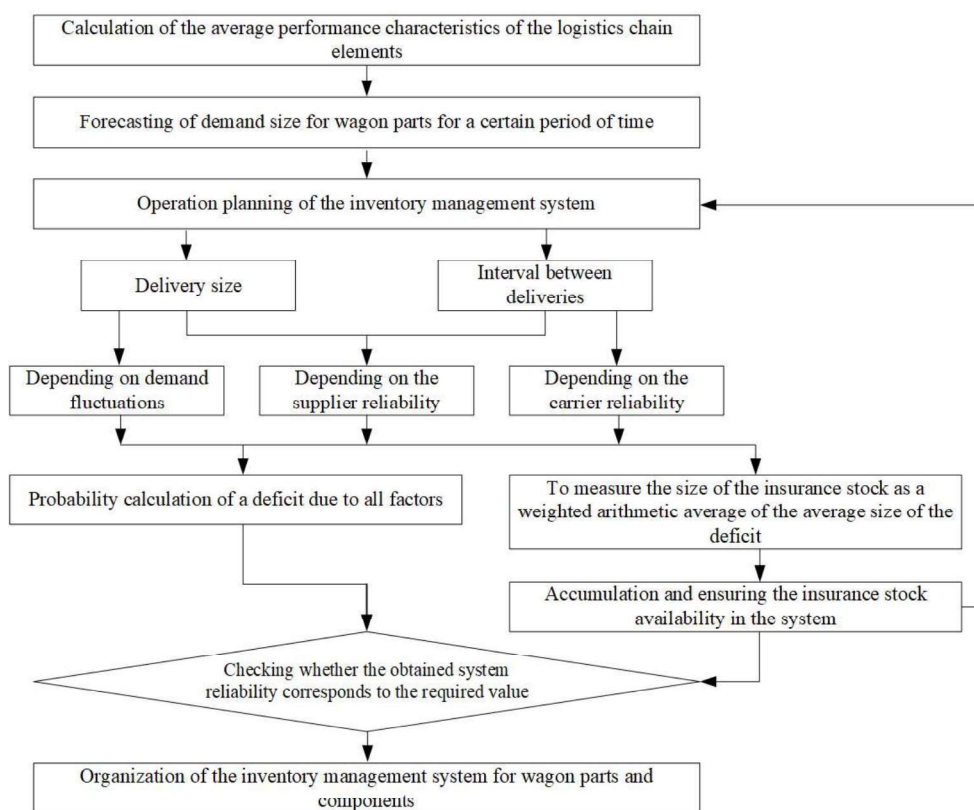 Calculation of the average performance characteristics of the logistics chain
elements
Forecasting of demand size for wagon parts for a certain period of time
Operation planning of the inventory management system
Delivery size
Interval between
deliveries
Depending on demand
fluctuations
Depending on the
supplier reliability
Depending on the
carrier reliability
Probability calculation of a deficit due to all factors
To measure the size of the insurance stock as a
weighted arithmetic average of the average size of the
deficit
Accumulation and ensuring the insurance stock
availability in the system
Checking whether the obtained system
reliability corresponds to the required value
Organization of the inventory management system for wagon parts and
components